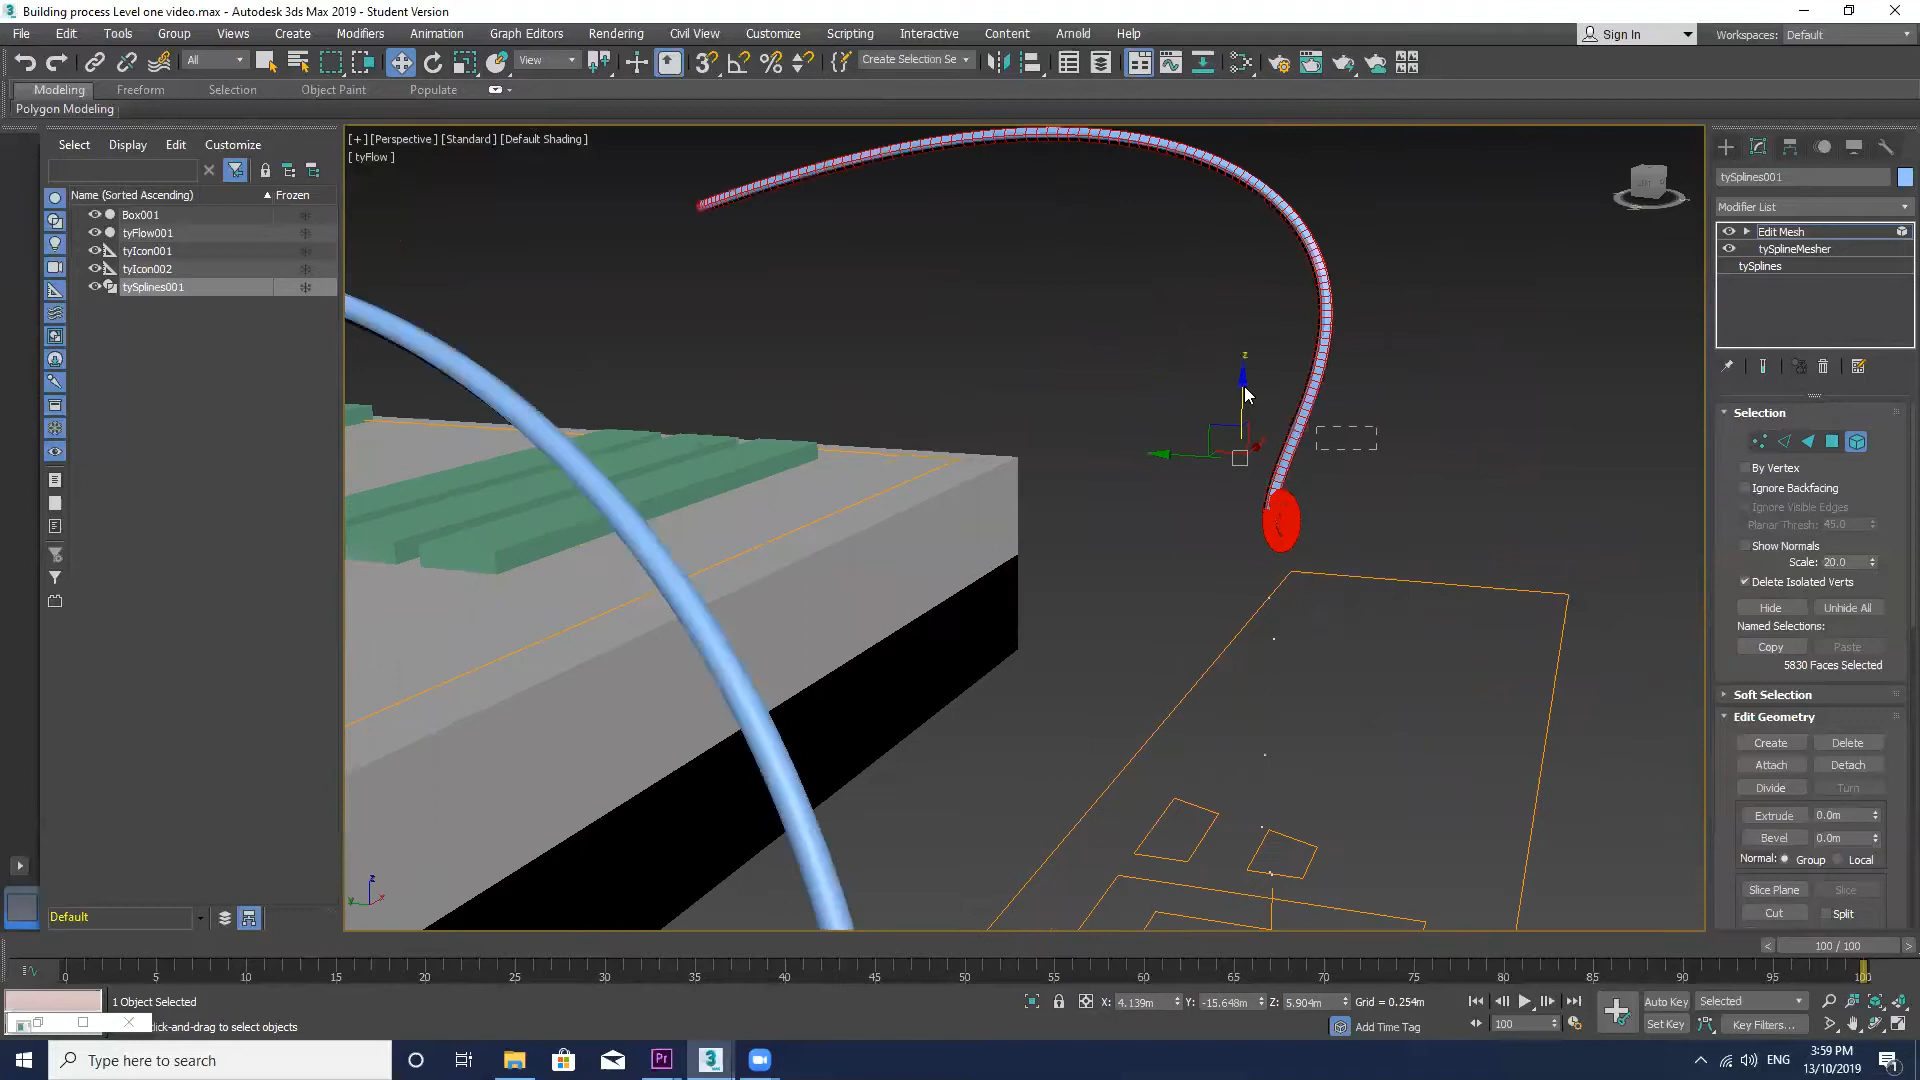 Building process Level one video.max - Autodesk 3ds Max 2019 - Student Version
File Edit Tools Group Views Create Modifiers Animation Graph Editors Rendering Civil View Customize Scripting Interactive Content Arnold Help Sign In Workspaces: Default
All View Create Selection Se
Modeling Freeform Selection Object Paint Populate
Polygon Modeling
Select Display Edit Customize
Name (Sorted Ascending) Frozen
Box001
tyFlow001
tyIcon001
tyIcon002
tySplines001
Default
[+] [Perspective] [Standard] [Default Shading]
[ tyFlow ]
z
z
x
y
tySplines001
Modifier List
Edit Mesh
tySplineMesher
tySplines
Selection
By Vertex
Ignore Backfacing
Ignore Visible Edges
Planar Thresh: 45.0
Show Normals
Scale: 20.0
Delete Isolated Verts
Hide Unhide All
Named Selections:
Copy Paste
5830 Faces Selected
Soft Selection
Edit Geometry
Create Delete
Attach Detach
Divide Turn
Extrude 0.0m
Bevel 0.0m
Normal: Group Local
Slice Plane Slice
Cut Split
100 / 100
0 5 10 15 20 25 30 35 40 45 50 55 60 65 70 75 80 85 90 95 100
1 Object Selected X: 4.139m Y: -15.648m Z: 5.904m Grid = 0.254m Auto Key Selected
click-and-drag to select objects Add Time Tag 100 Set Key Key Filters...
Type here to search Pr 3 ENG 3:59 PM
13/10/2019